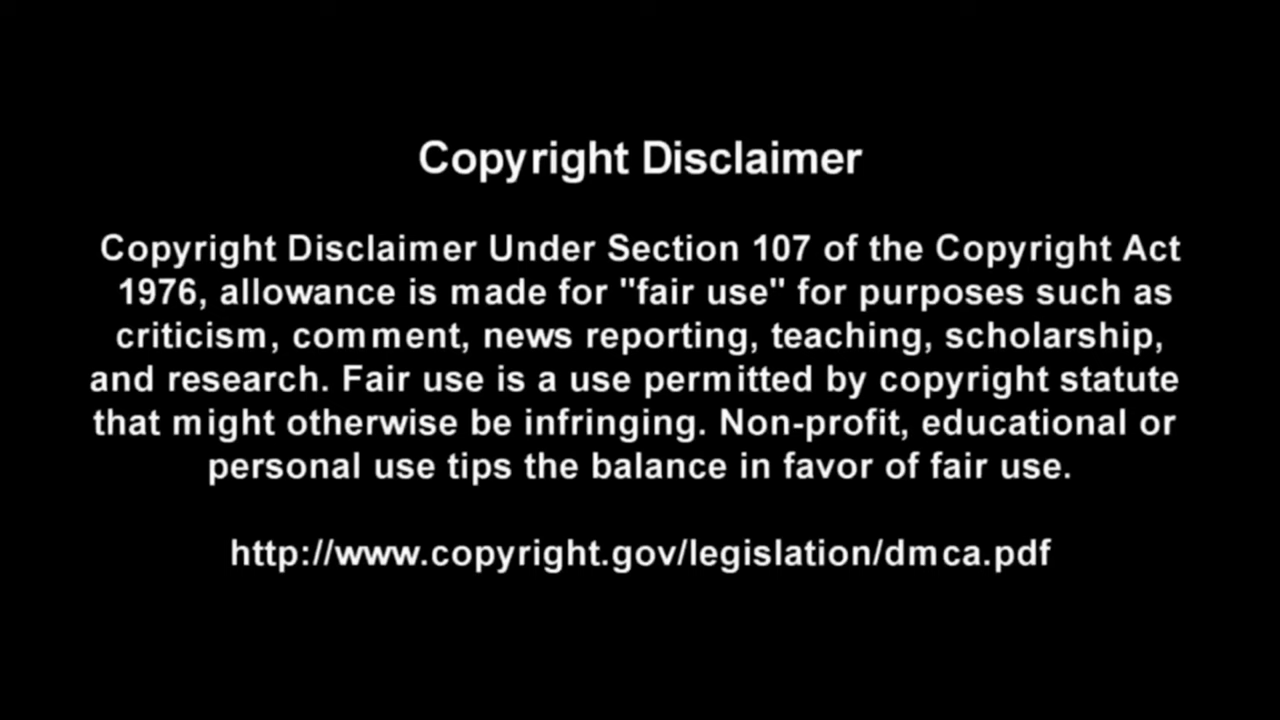 Copyright Disclaimer
Copyright Disclaimer Under Section 107 of the Copyright Act
1976, allowance is made for "fair use" for purposes such as
criticism, comment, news reporting, teaching, scholarship,
and research. Fair use is a use permitted by copyright statute
that might otherwise be infringing. Non-profit, educational or
personal use tips the balance in favor of fair use.
http://www.copyright.gov/legislation/dmca.pdf